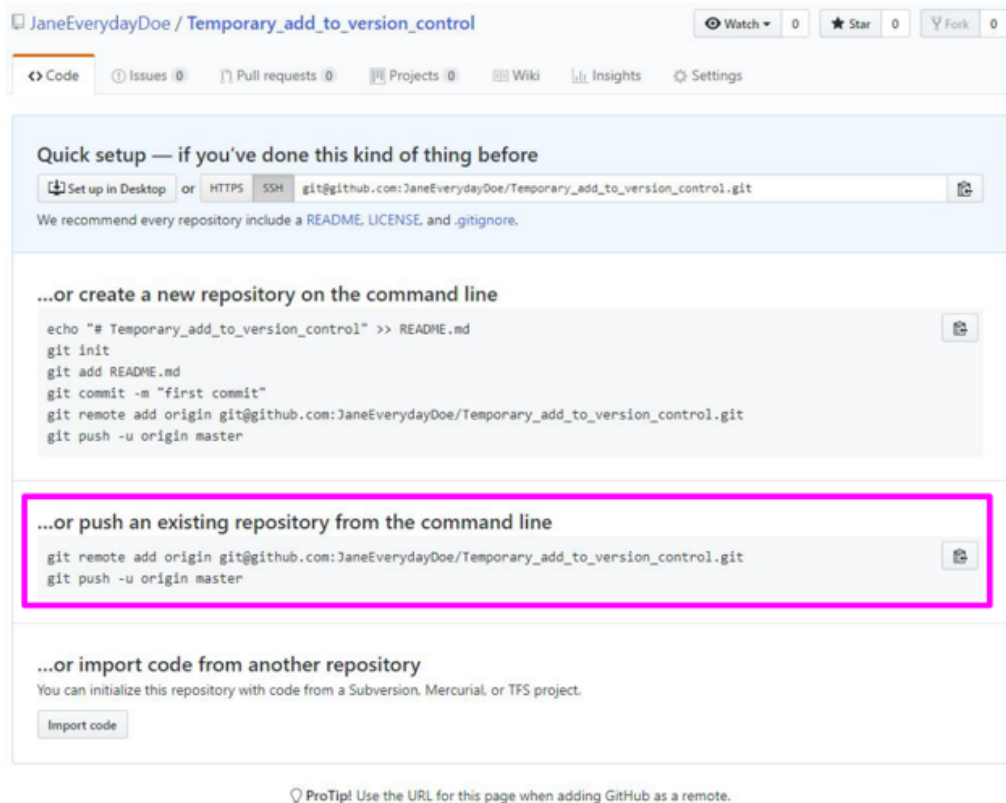 JaneEverydayDoe / Temporary_add_to_version_control
Watch 0 Star 0 Fork 0
Code Issues 0 Pull requests 0 Projects 0 Wiki Insights Settings
Quick setup — if you've done this kind of thing before
Set up in Desktop or HTTPS SSH git@github.com:JaneEverydayDoe/Temporary_add_to_version_control.git
We recommend every repository include a README, LICENSE, and .gitignore.
...or create a new repository on the command line
echo "# Temporary_add_to_version_control" >> README.md
git init
git add README.md
git commit -m "first commit"
git remote add origin git@github.com:JaneEverydayDoe/Temporary_add_to_version_control.git
git push -u origin master
...or push an existing repository from the command line
git remote add origin git@github.com:JaneEverydayDoe/Temporary_add_to_version_control.git
git push -u origin master
...or import code from another repository
You can initialize this repository with code from a Subversion, Mercurial, or TFS project.
Import code
ProTip! Use the URL for this page when adding GitHub as a remote.